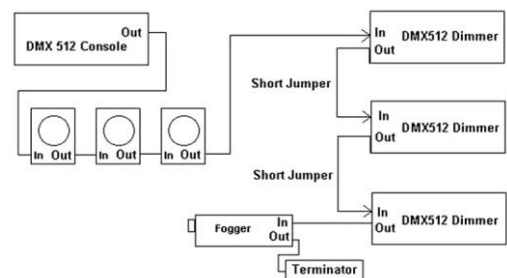 Out
DMX 512 Console
In Out In Out In Out
In
Out
DMX512 Dimmer
Short Jumper
In
Out
DMX512 Dimmer
Short Jumper
In
Out
DMX512 Dimmer
Fogger
In
Out
Terminator